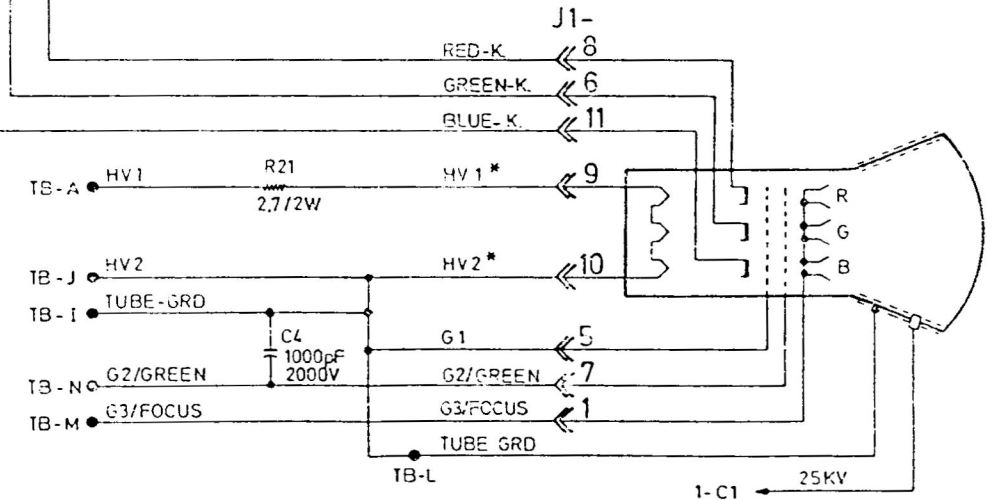 J1-
RED-K. 8
GREEN-K. 6
BLUE-K. 11
TB-A HV1 R21 HV1* 9
2,7/2W
R
G
B
TB-J HV2 HV2* 10
TB-I TUBE-GRD
C4
1000pF
2000V
G1 5
TB-N G2/GREEN G2/GREEN 7
TB-M G3/FOCUS G3/FOCUS 1
TUBE GRD
TB-L
1-C1 25KV